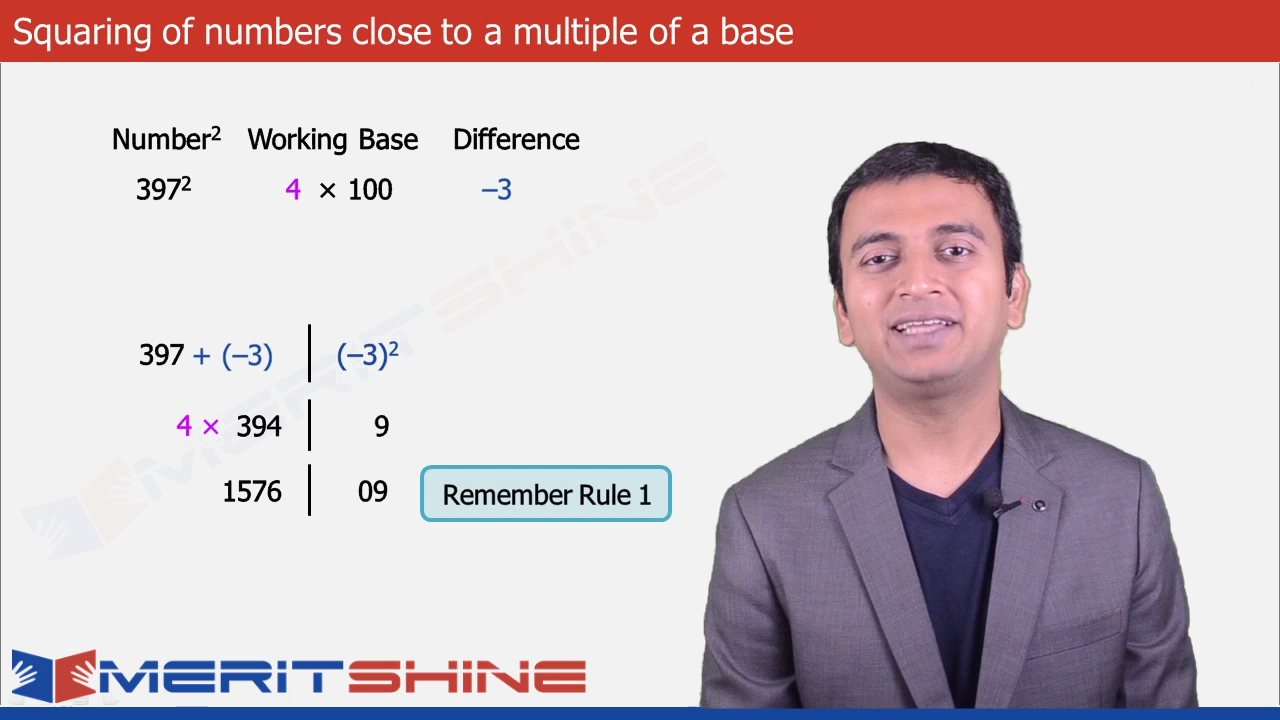 Squaring of numbers close to a multiple of a base
Number² Working Base Difference
397² 4 × 100 –3
397 + (–3) | (–3)²
4 × 394 | 9
1576 | 09 Remember Rule 1
MERITSHINE
MERITSHINE